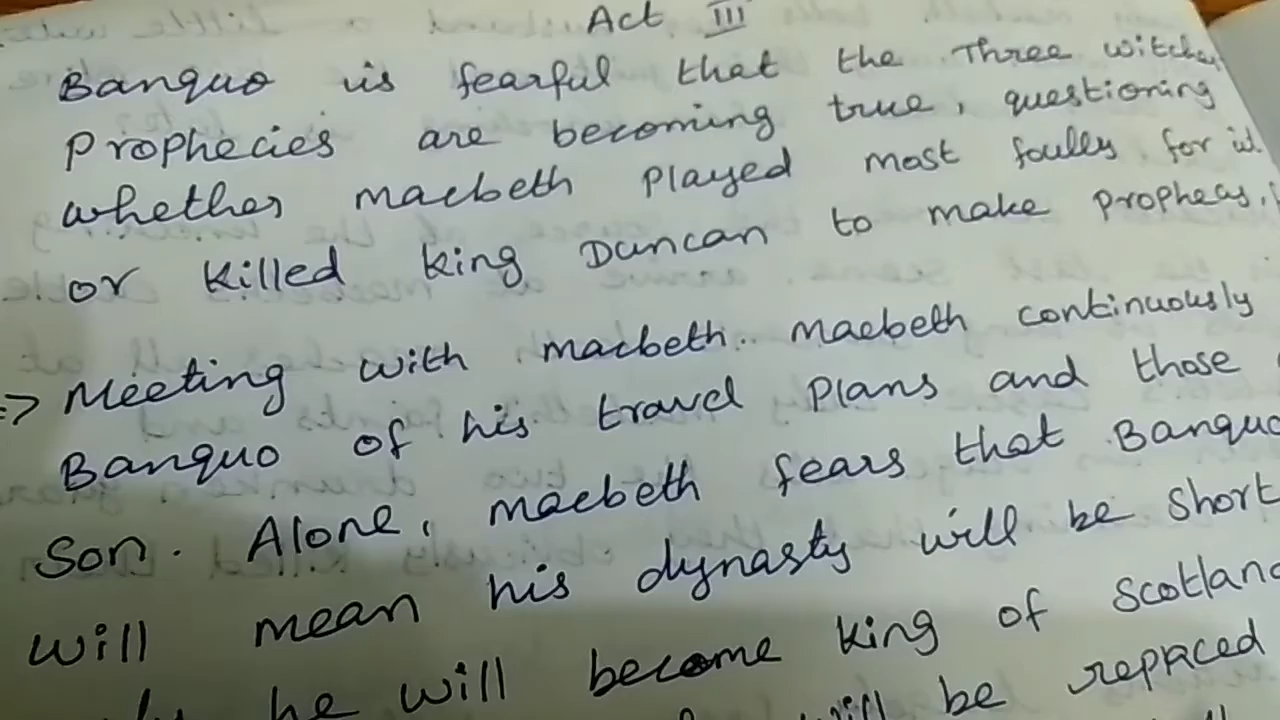 Act III
Banquo is fearful that the Three witches
Prophecies are becoming true, questioning
whether macbeth played most foully for it
or killed king Duncan to make
=> Meeting with macbeth. macbeth continuously
Banquo of his travel plans and those
Son. Alone, macbeth fears that Banquo
will mean his dynasty will be short
he will become king of Scotland
will be repaced